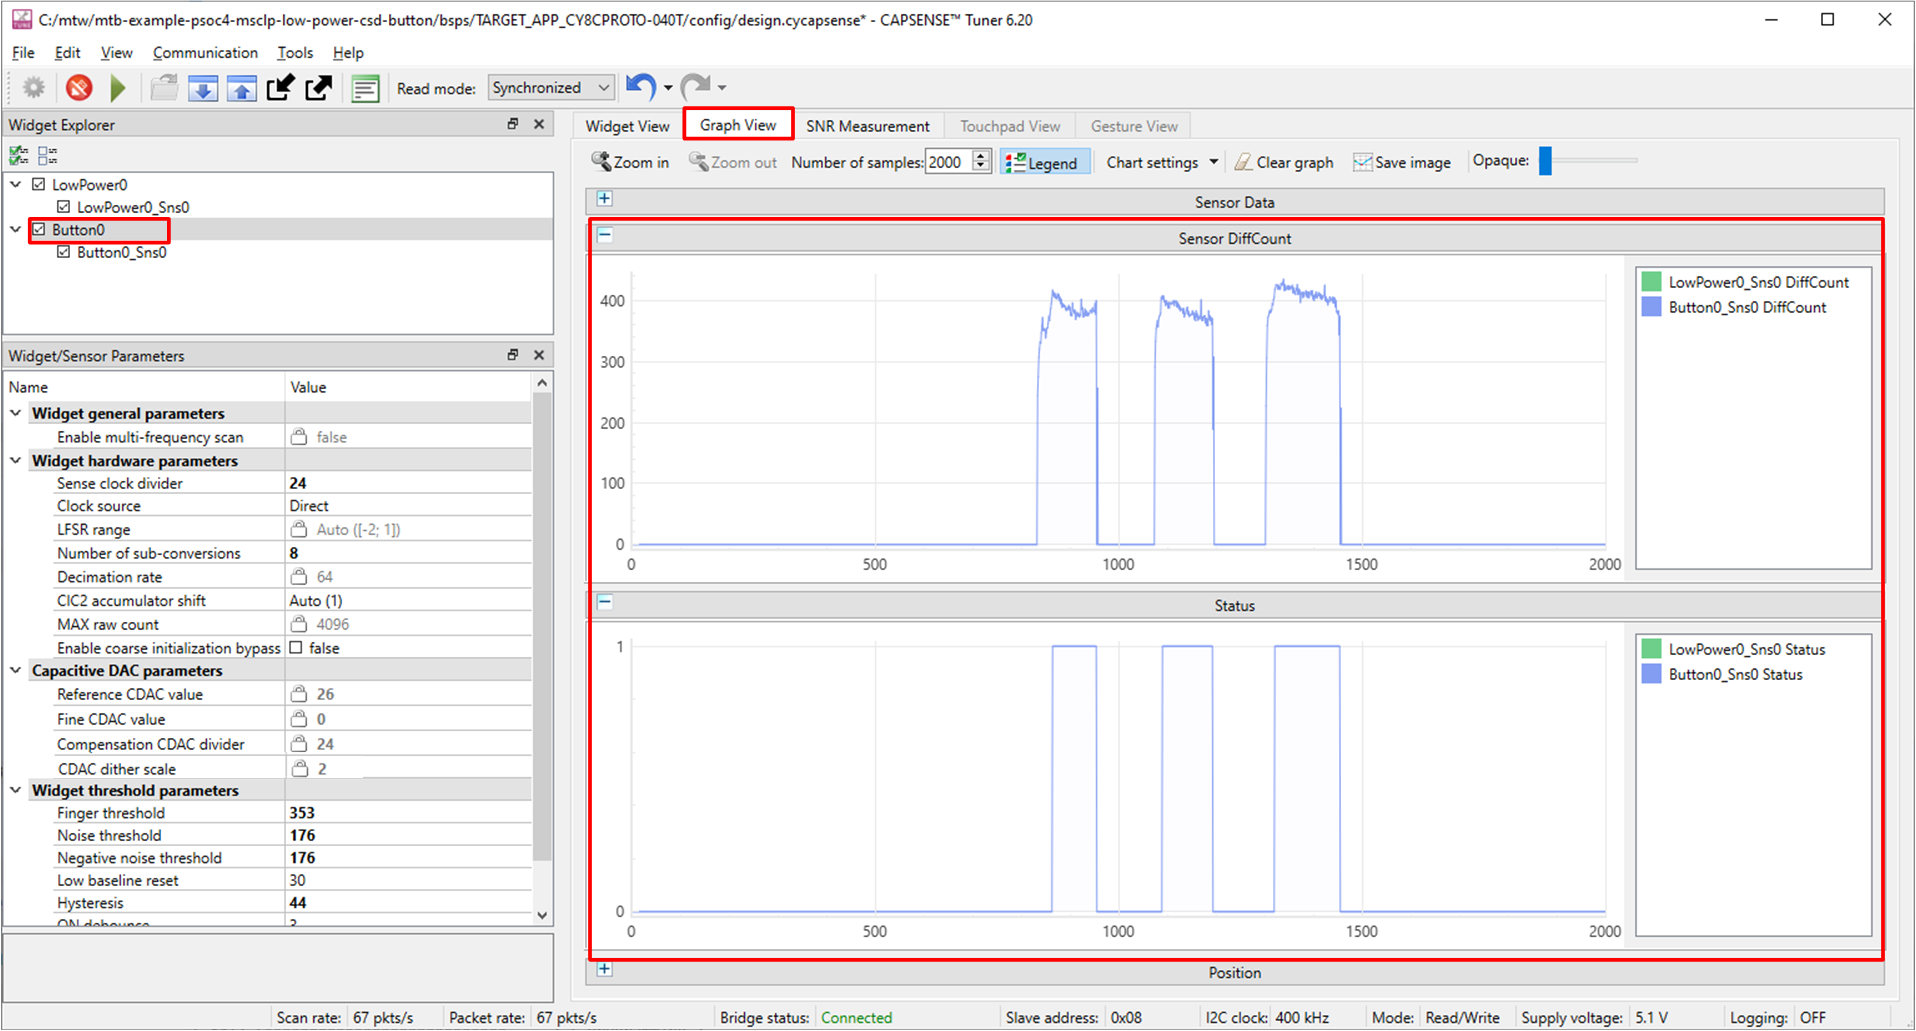 C:/mtw/mtb-example-psoc4-msclp-low-power-csd-button/bsps/TARGET_APP_CY8CPROTO-040T/config/design.cycapsense* - CAPSENSE™ Tuner 6.20
File Edit View Communication Tools Help
Read mode: Synchronized
Widget Explorer
LowPower0
LowPower0_Sns0
Button0
Button0_Sns0
Widget/Sensor Parameters
Name Value
Widget general parameters
Enable multi-frequency scan false
Widget hardware parameters
Sense clock divider 24
Clock source Direct
LFSR range Auto ([-2; 1])
Number of sub-conversions 8
Decimation rate 64
CIC2 accumulator shift Auto (1)
MAX raw count 4096
Enable coarse initialization bypass false
Capacitive DAC parameters
Reference CDAC value 26
Fine CDAC value 0
Compensation CDAC divider 24
CDAC dither scale 2
Widget threshold parameters
Finger threshold 353
Noise threshold 176
Negative noise threshold 176
Low baseline reset 30
Hysteresis 44
ON debounce 3
Widget View Graph View SNR Measurement Touchpad View Gesture View
Zoom in Zoom out Number of samples: 2000 Legend Chart settings Clear graph Save image Opaque:
Sensor Data
Sensor DiffCount
400
300
200
100
0
0 500 1000 1500 2000
LowPower0_Sns0 DiffCount
Button0_Sns0 DiffCount
Status
1
0
0 500 1000 1500 2000
LowPower0_Sns0 Status
Button0_Sns0 Status
Position
Scan rate: 67 pkts/s Packet rate: 67 pkts/s Bridge status: Connected Slave address: 0x08 I2C clock: 400 kHz Mode: Read/Write Supply voltage: 5.1 V Logging: OFF